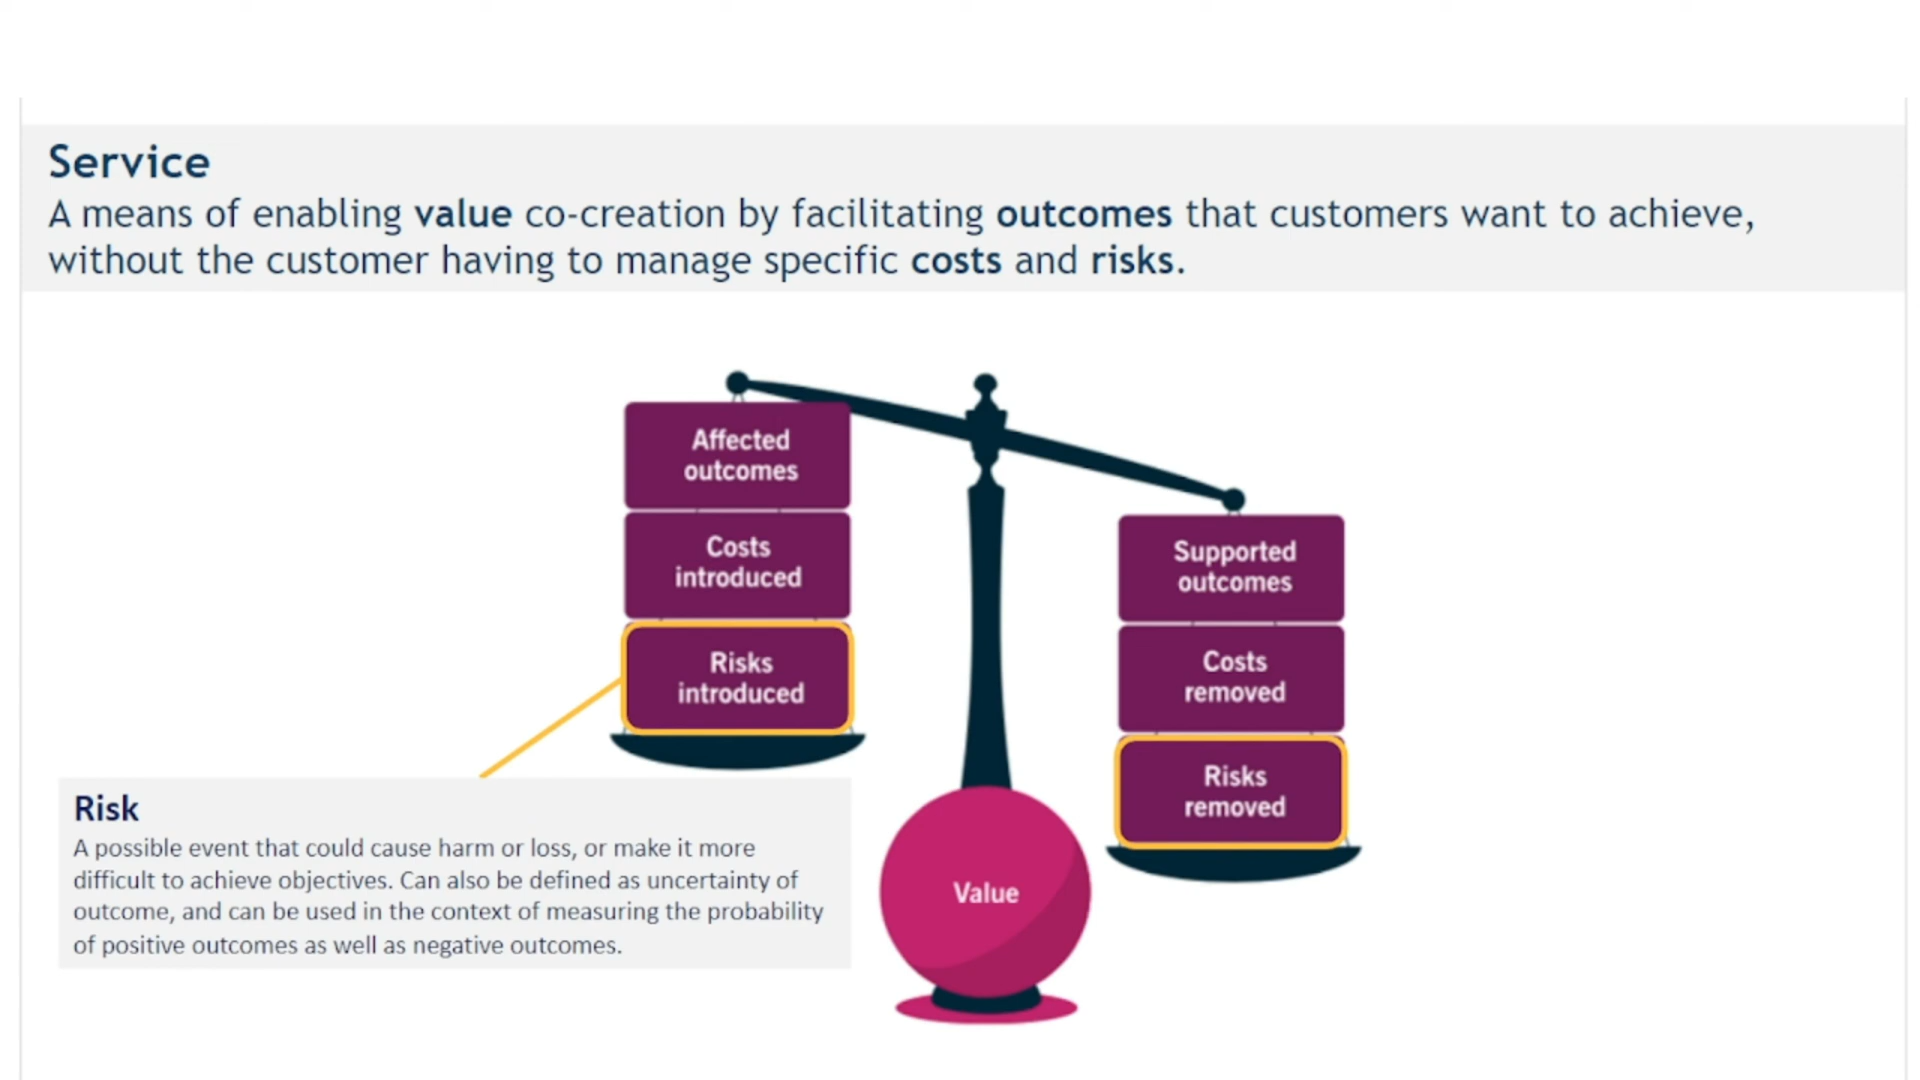 Service
A means of enabling value co-creation by facilitating outcomes that customers want to achieve,
without the customer having to manage specific costs and risks.
Affected
outcomes
Costs
introduced
Risks
introduced
Supported
outcomes
Costs
removed
Risks
removed
Value
Risk
A possible event that could cause harm or loss, or make it more
difficult to achieve objectives. Can also be defined as uncertainty of
outcome, and can be used in the context of measuring the probability
of positive outcomes as well as negative outcomes.